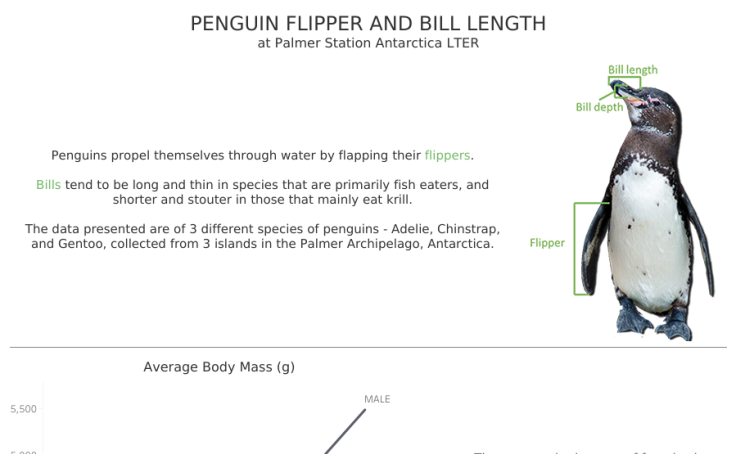 PENGUIN FLIPPER AND BILL LENGTH
at Palmer Station Antarctica LTER
Bill length
Bill depth
Penguins propel themselves through water by flapping their flippers.
Bills tend to be long and thin in species that are primarily fish eaters, and
shorter and stouter in those that mainly eat krill.
The data presented are of 3 different species of penguins - Adelie, Chinstrap,
and Gentoo, collected from 3 islands in the Palmer Archipelago, Antarctica.
Flipper
Average Body Mass (g)
MALE
5,500